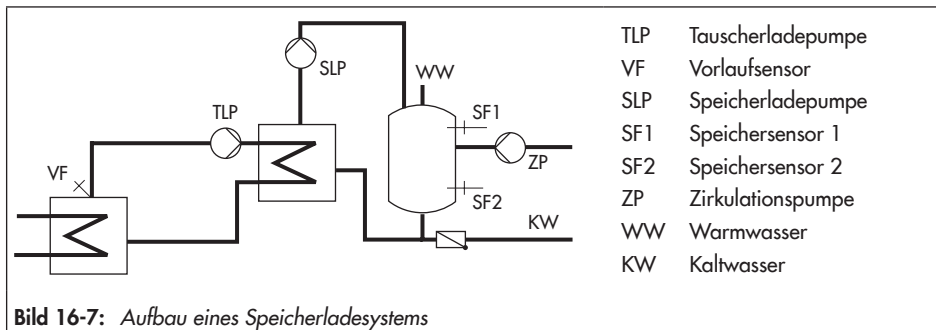 SLP
WW
TLP
SF1
VF
ZP
SF2
KW
TLP Tauscherladepumpe
VF Vorlaufsensor
SLP Speicherladepumpe
SF1 Speichersensor 1
SF2 Speichersensor 2
ZP Zirkulationspumpe
WW Warmwasser
KW Kaltwasser
Bild 16-7: Aufbau eines Speicherladesystems